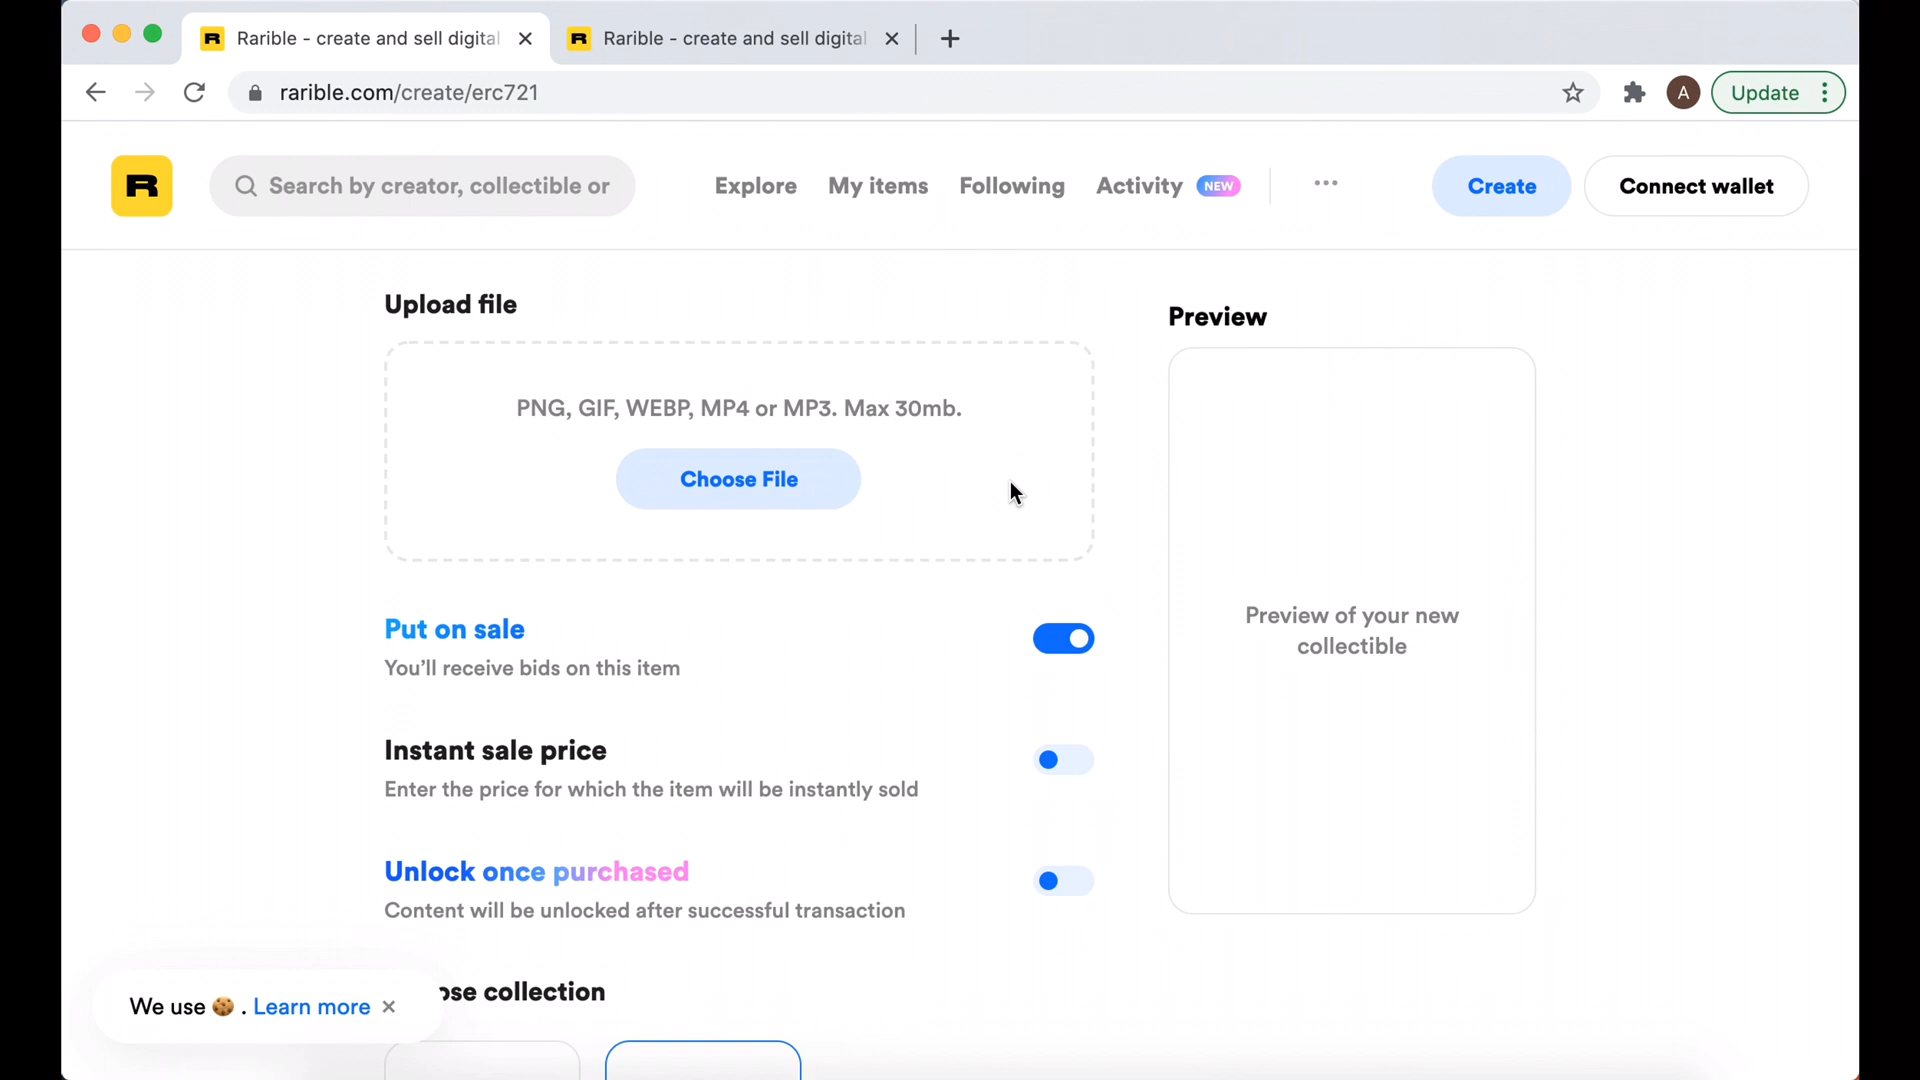 Rarible - create and sell digital
Rarible - create and sell digital
rarible.com/create/erc721
A
Update
R
Search by creator, collectible or
Explore
My items
Following
Activity NEW
Create
Connect wallet
Upload file
PNG, GIF, WEBP, MP4 or MP3. Max 30mb.
Choose File
Preview
Preview of your new
collectible
Put on sale
You’ll receive bids on this item
Instant sale price
Enter the price for which the item will be instantly sold
Unlock once purchased
Content will be unlocked after successful transaction
ose collection
We use 🍪 . Learn more